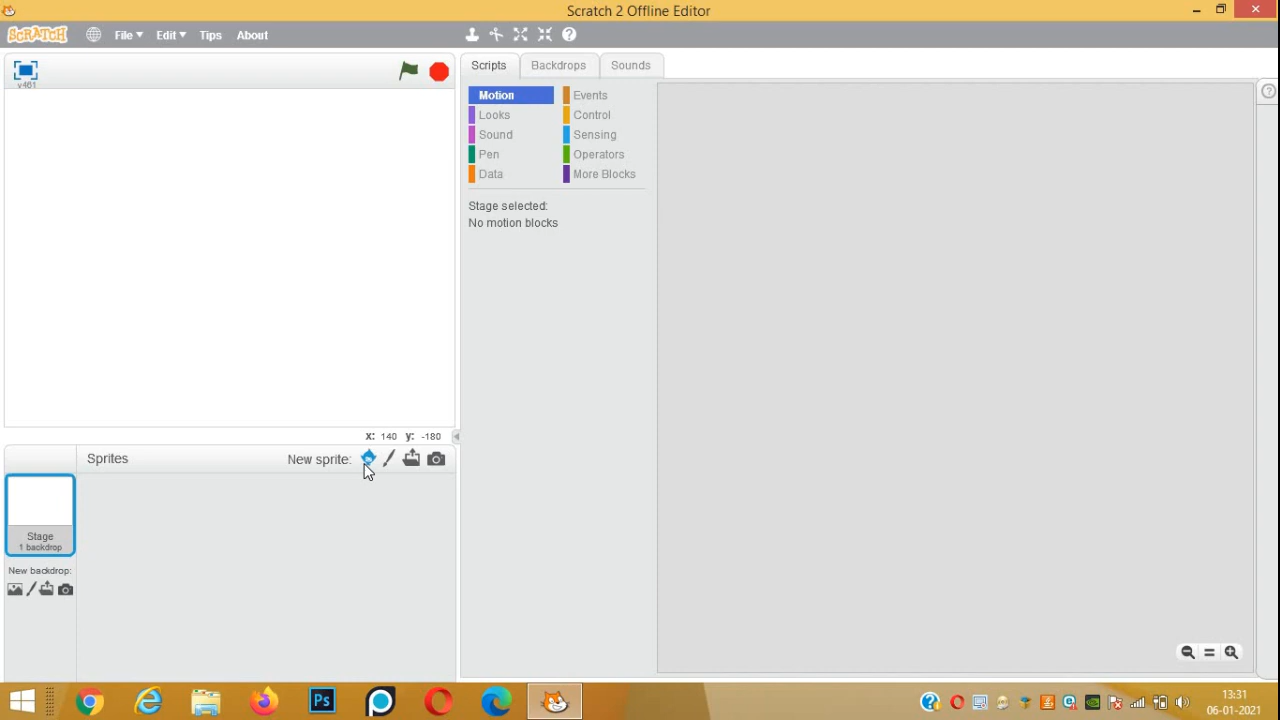 Scratch 2 Offline Editor
SCRATCH File Edit Tips About
v461
Scripts Backdrops Sounds
Motion Events
Looks Control
Sound Sensing
Pen Operators
Data More Blocks
Stage selected:
No motion blocks
x: 140 y: -180
Sprites New sprite:
Stage
1 backdrop
New backdrop:
Ps
13:31
06-01-2021